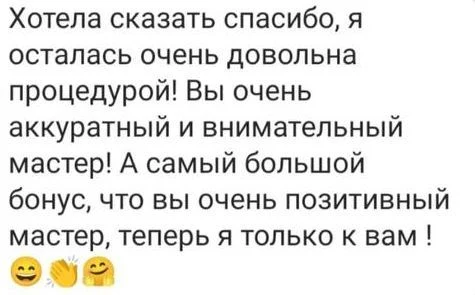 Хотела сказать спасибо, я
осталась очень довольна
процедурой! Вы очень
аккуратный и внимательный
мастер! А самый большой
бонус, что вы очень позитивный
мастер, теперь я только к вам !
😄👏🤗